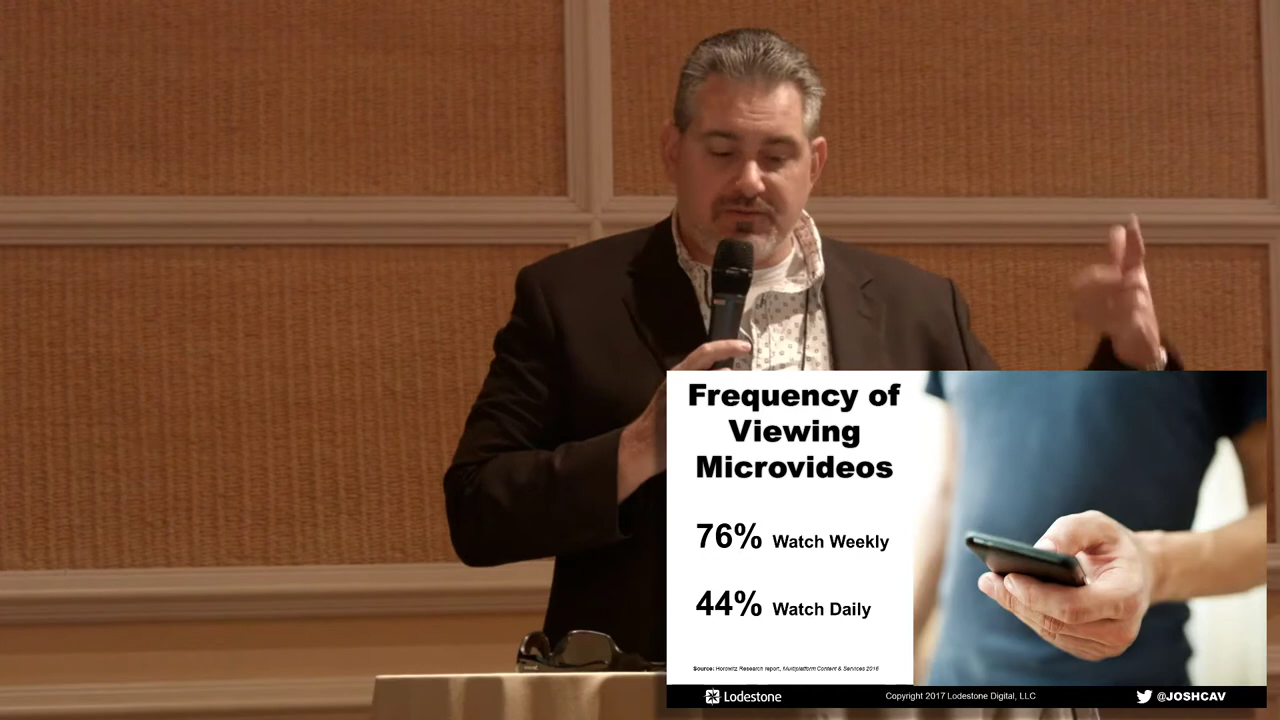 Frequency of
Viewing
Microvideos
76% Watch Weekly
44% Watch Daily
Source: Horowitz Research report, Multiplatform Content & Services 2016
Lodestone
Copyright 2017 Lodestone Digital, LLC
@JOSHCAV